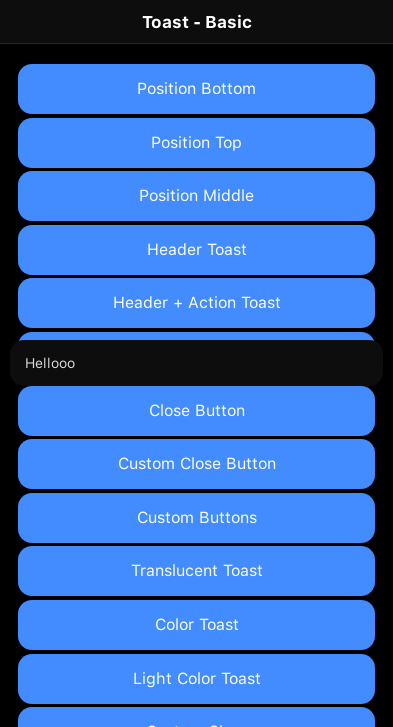 Toast - Basic
Position Bottom
Position Top
Position Middle
Header Toast
Header + Action Toast
Hellooo
Close Button
Custom Close Button
Custom Buttons
Translucent Toast
Color Toast
Light Color Toast